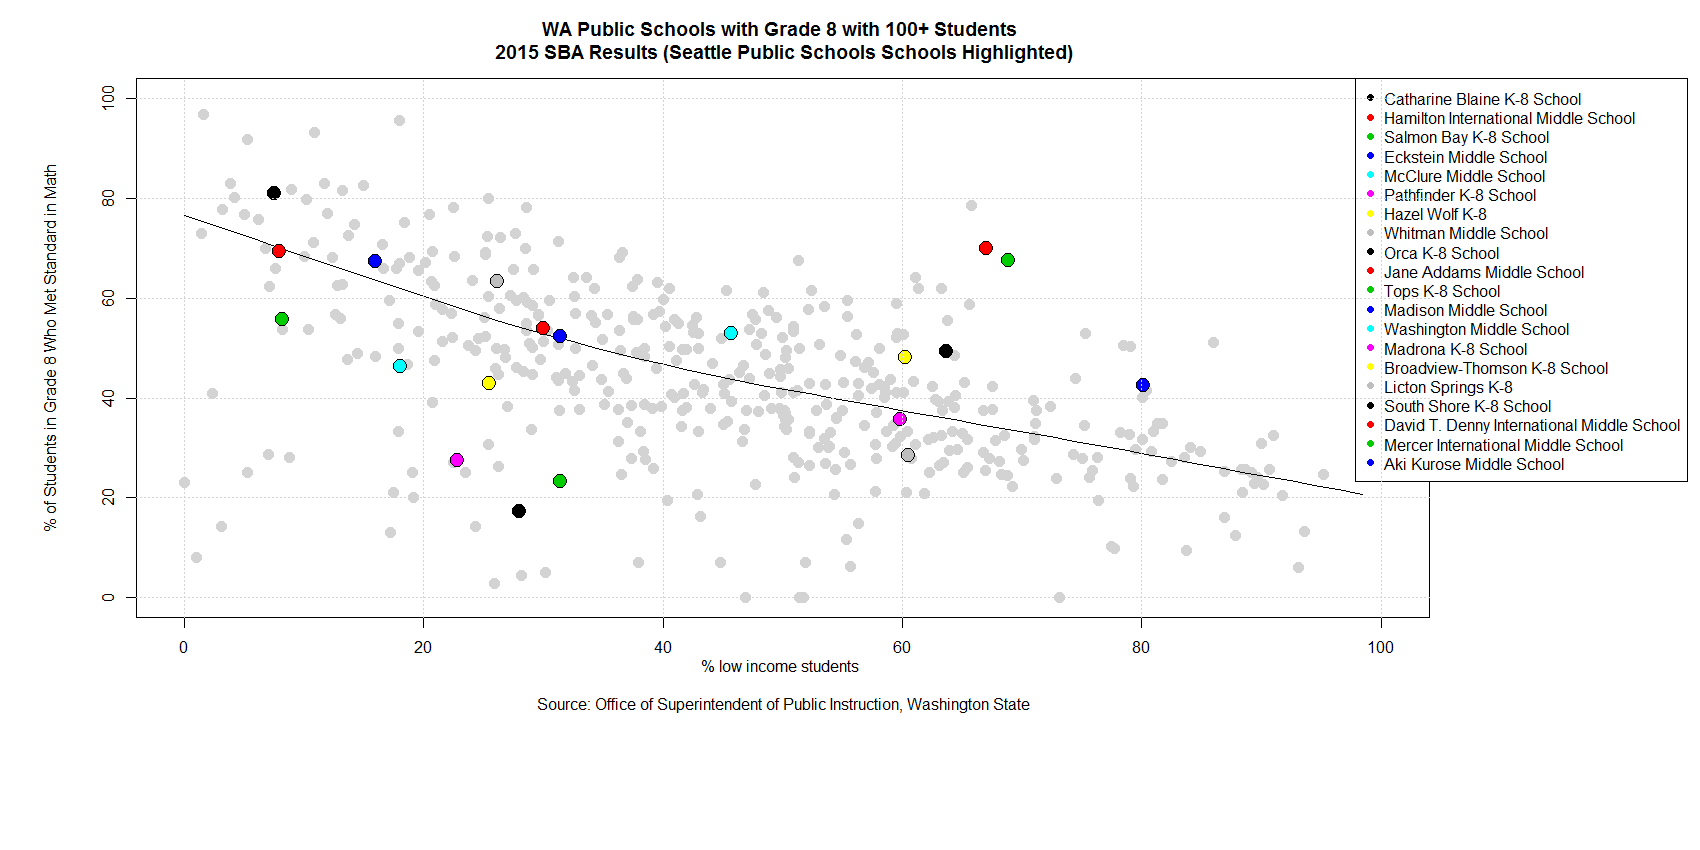 WA Public Schools with Grade 8 with 100+ Students
2015 SBA Results (Seattle Public Schools Schools Highlighted)
% of Students in Grade 8 Who Met Standard in Math
100
80
60
40
20
0
0 20 40 60 80 100
% low income students
Source: Office of Superintendent of Public Instruction, Washington State
Catharine Blaine K-8 School
Hamilton International Middle School
Salmon Bay K-8 School
Eckstein Middle School
McClure Middle School
Pathfinder K-8 School
Hazel Wolf K-8
Whitman Middle School
Orca K-8 School
Jane Addams Middle School
Tops K-8 School
Madison Middle School
Washington Middle School
Madrona K-8 School
Broadview-Thomson K-8 School
Licton Springs K-8
South Shore K-8 School
David T. Denny International Middle School
Mercer International Middle School
Aki Kurose Middle School